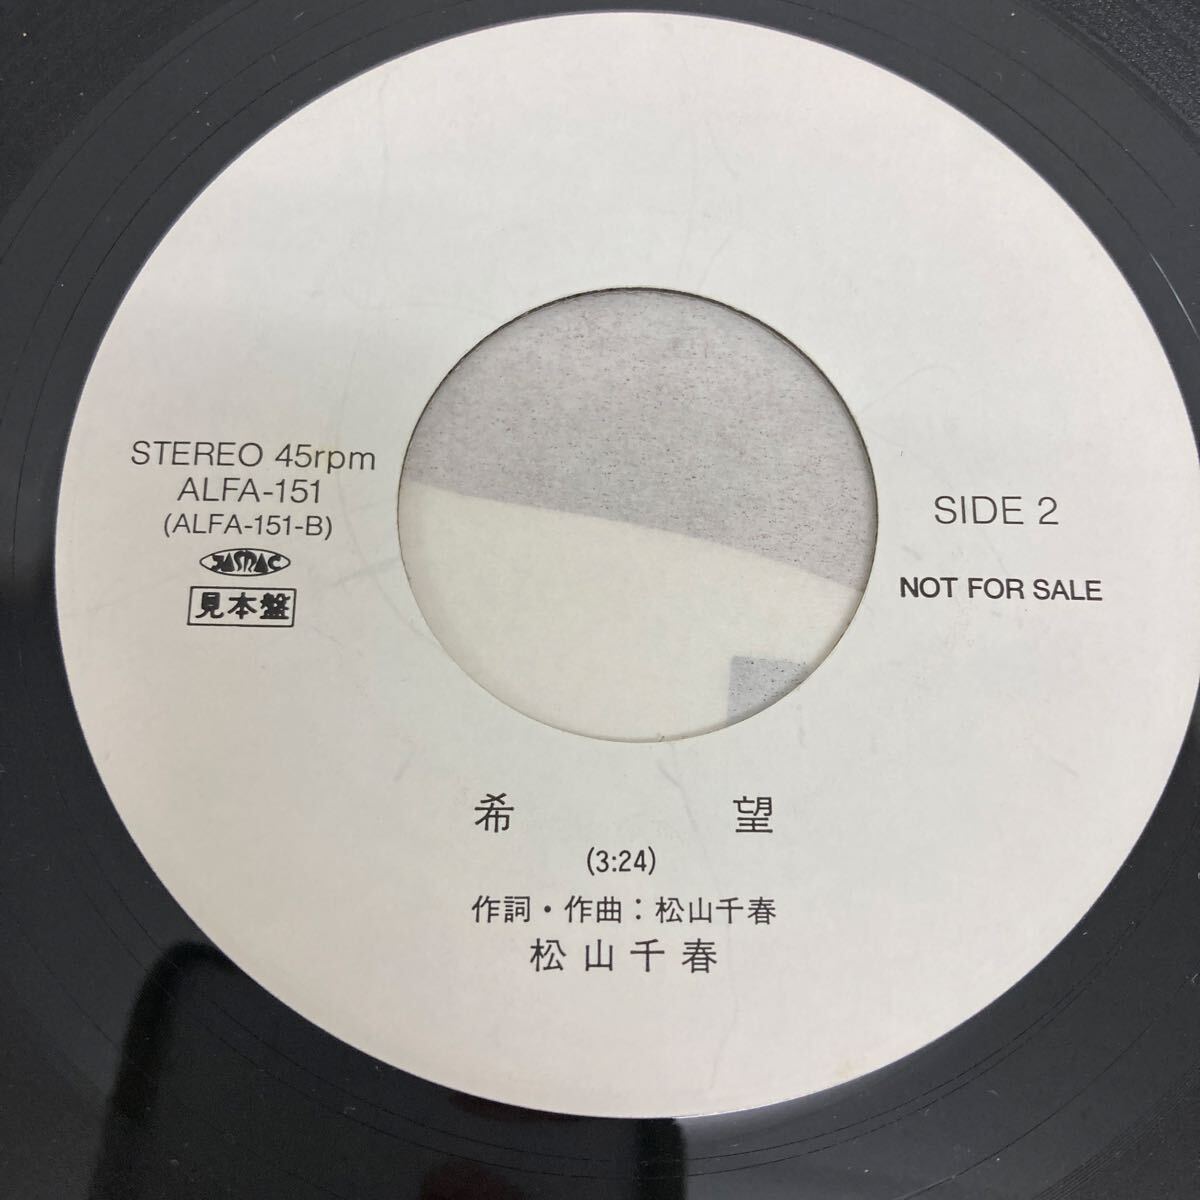 STEREO 45rpm
ALFA-151
(ALFA-151-B)
JASRAC
見本盤
SIDE 2
NOT FOR SALE
希望
(3:24)
作詞・作曲：松山千春
松山千春